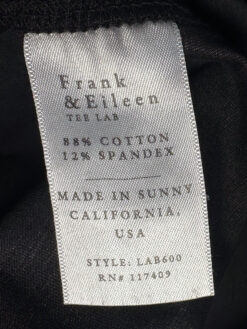 Frank
& Eileen
TEE LAB
88% COTTON
12% SPANDEX
MADE IN SUNNY
CALIFORNIA,
USA
STYLE: LAB600
RN# 117409